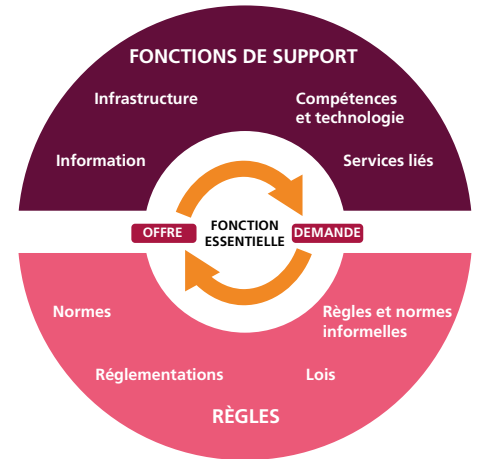 FONCTIONS DE SUPPORT
Infrastructure
Compétences
et technologie
Information
Services liés
OFFRE
FONCTION
ESSENTIELLE
DEMANDE
Normes
Règles et normes
informelles
Réglementations
Lois
RÈGLES